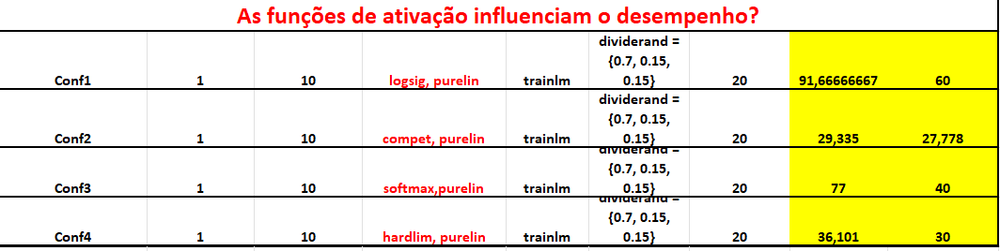 As funções de ativação influenciam o desempenho?
Conf1 1 10 logsig, purelin trainlm dividerand = {0.7, 0.15, 0.15} 20 91,66666667 60
Conf2 1 10 compet, purelin trainlm dividerand = {0.7, 0.15, 0.15} 20 29,335 27,778
Conf3 1 10 softmax,purelin trainlm dividerand = {0.7, 0.15, 0.15} 20 77 40
Conf4 1 10 hardlim, purelin trainlm dividerand = {0.7, 0.15, 0.15} 20 36,101 30